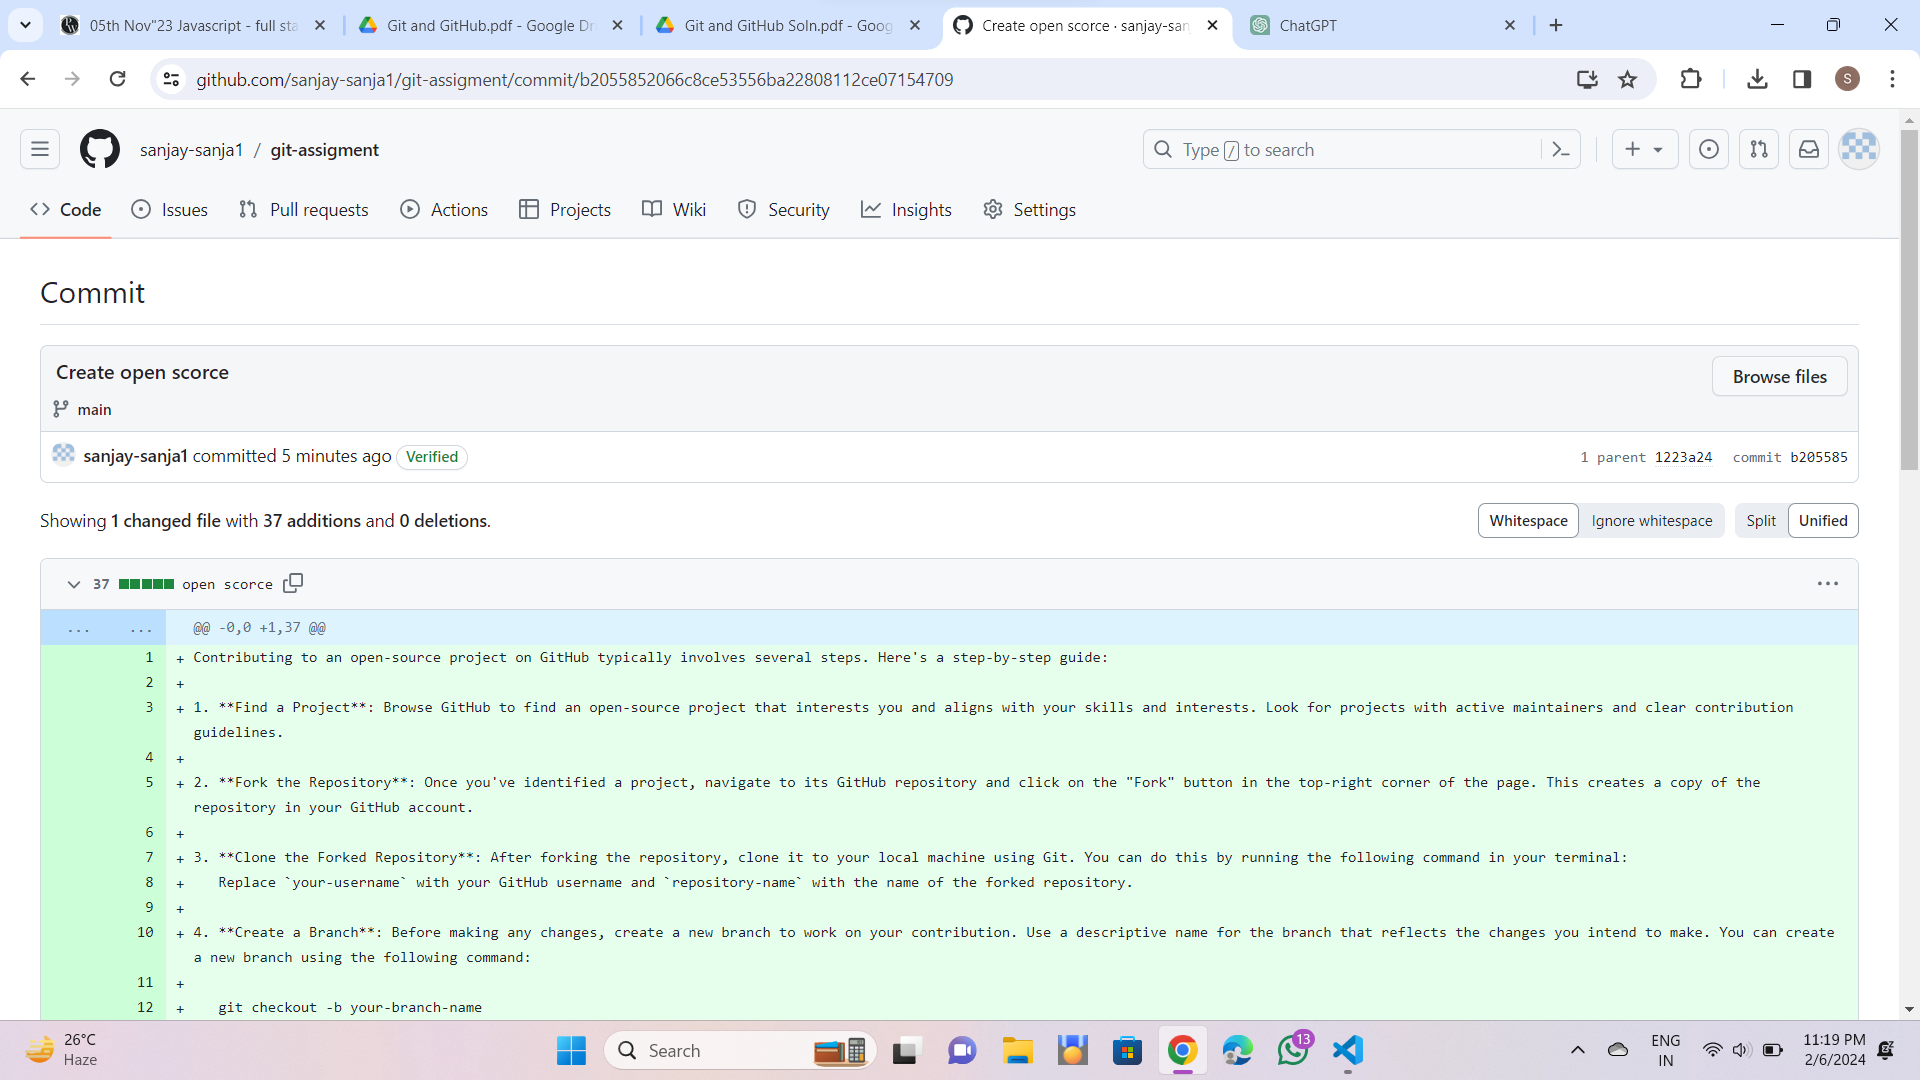 05th Nov"23 Javascript - full sta
Git and GitHub.pdf - Google Dri
Git and GitHub Soln.pdf - Goog
Create open scorce · sanjay-san
ChatGPT
github.com/sanjay-sanja1/git-assigment/commit/b2055852066c8ce53556ba22808112ce07154709
S
sanjay-sanja1 / git-assigment
Type / to search
Code
Issues
Pull requests
Actions
Projects
Wiki
Security
Insights
Settings
Commit
Create open scorce
Browse files
main
sanjay-sanja1 committed 5 minutes ago Verified
1 parent 1223a24 commit b205585
Showing 1 changed file with 37 additions and 0 deletions.
Whitespace Ignore whitespace
Split Unified
37 open scorce
... ... @@ -0,0 +1,37 @@
1 + Contributing to an open-source project on GitHub typically involves several steps. Here's a step-by-step guide:
2 +
3 + 1. **Find a Project**: Browse GitHub to find an open-source project that interests you and aligns with your skills and interests. Look for projects with active maintainers and clear contribution
guidelines.
4 +
5 + 2. **Fork the Repository**: Once you've identified a project, navigate to its GitHub repository and click on the "Fork" button in the top-right corner of the page. This creates a copy of the
repository in your GitHub account.
6 +
7 + 3. **Clone the Forked Repository**: After forking the repository, clone it to your local machine using Git. You can do this by running the following command in your terminal:
8 + Replace `your-username` with your GitHub username and `repository-name` with the name of the forked repository.
9 +
10 + 4. **Create a Branch**: Before making any changes, create a new branch to work on your contribution. Use a descriptive name for the branch that reflects the changes you intend to make. You can create
a new branch using the following command:
11 +
12 + git checkout -b your-branch-name
26°C
Haze
Search
13
ENG
IN
11:19 PM
2/6/2024